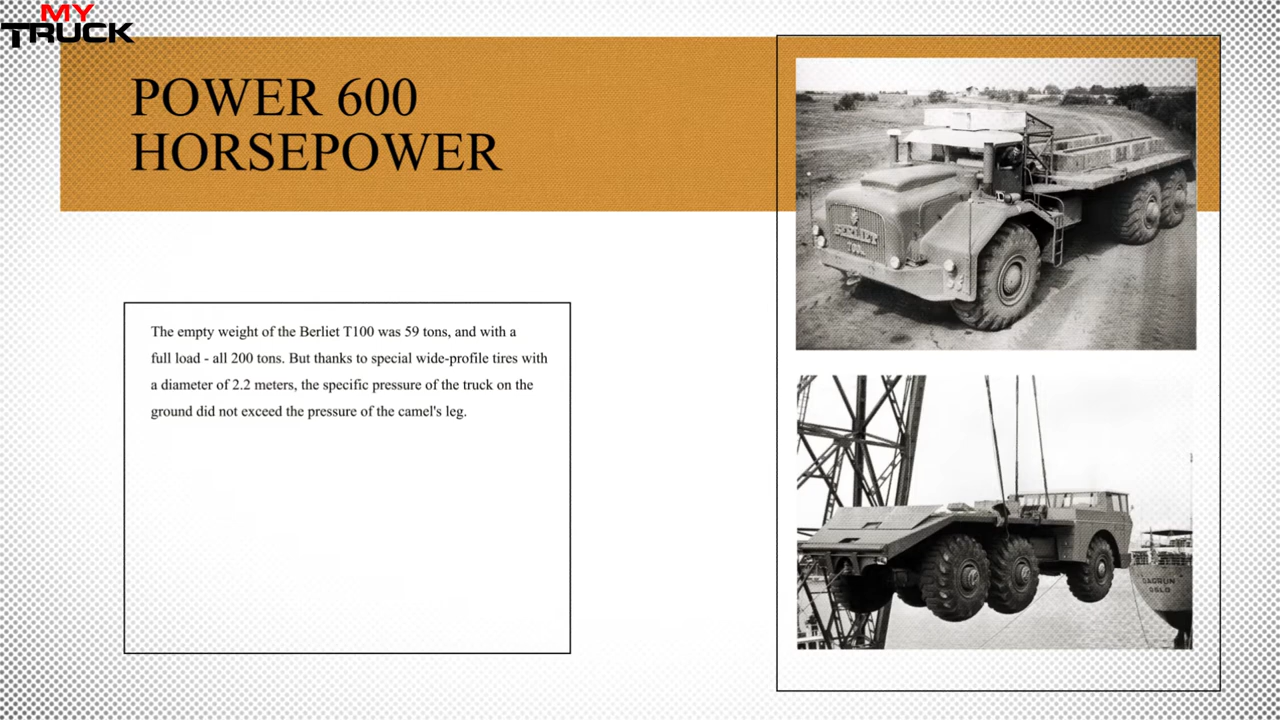 MY
TRUCK
POWER 600
HORSEPOWER
The empty weight of the Berliet T100 was 59 tons, and with a
full load - all 200 tons. But thanks to special wide-profile tires with
a diameter of 2.2 meters, the specific pressure of the truck on the
ground did not exceed the pressure of the camel's leg.
BERLIET
DAGRUN
OSLO